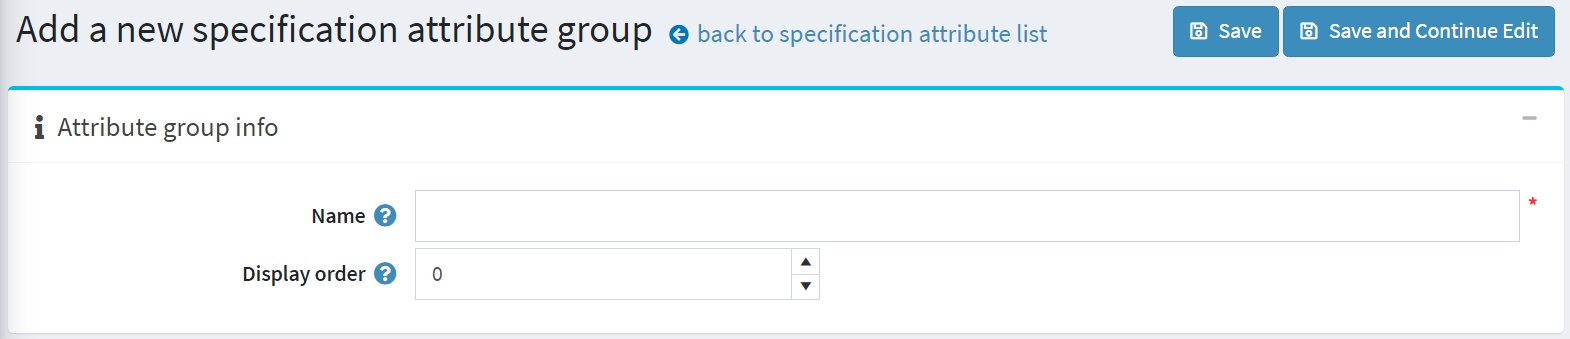 Add a new specification attribute group back to specification attribute list Save Save and Continue Edit
Attribute group info
Name *
Display order 0